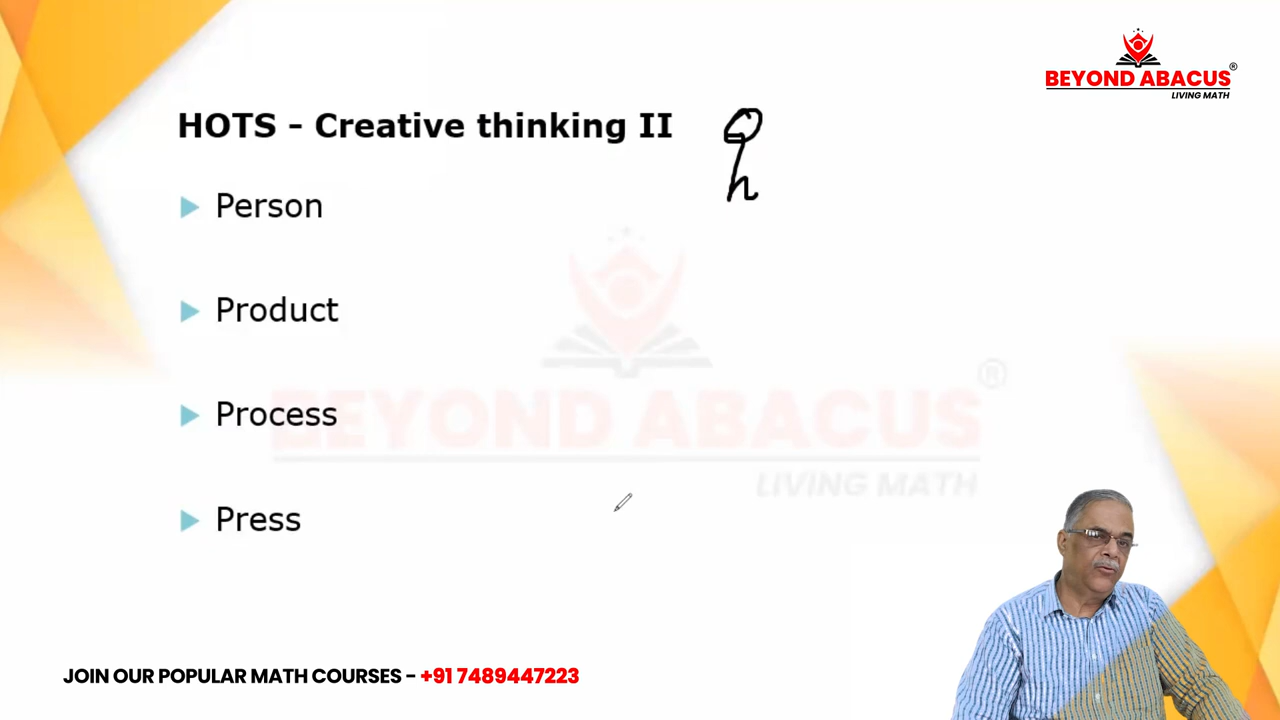 BEYOND ABACUS®
LIVING MATH
HOTS - Creative thinking II
Person
Product
BEYOND ABACUS®
LIVING MATH
Process
Press
JOIN OUR POPULAR MATH COURSES - +91 7489447223